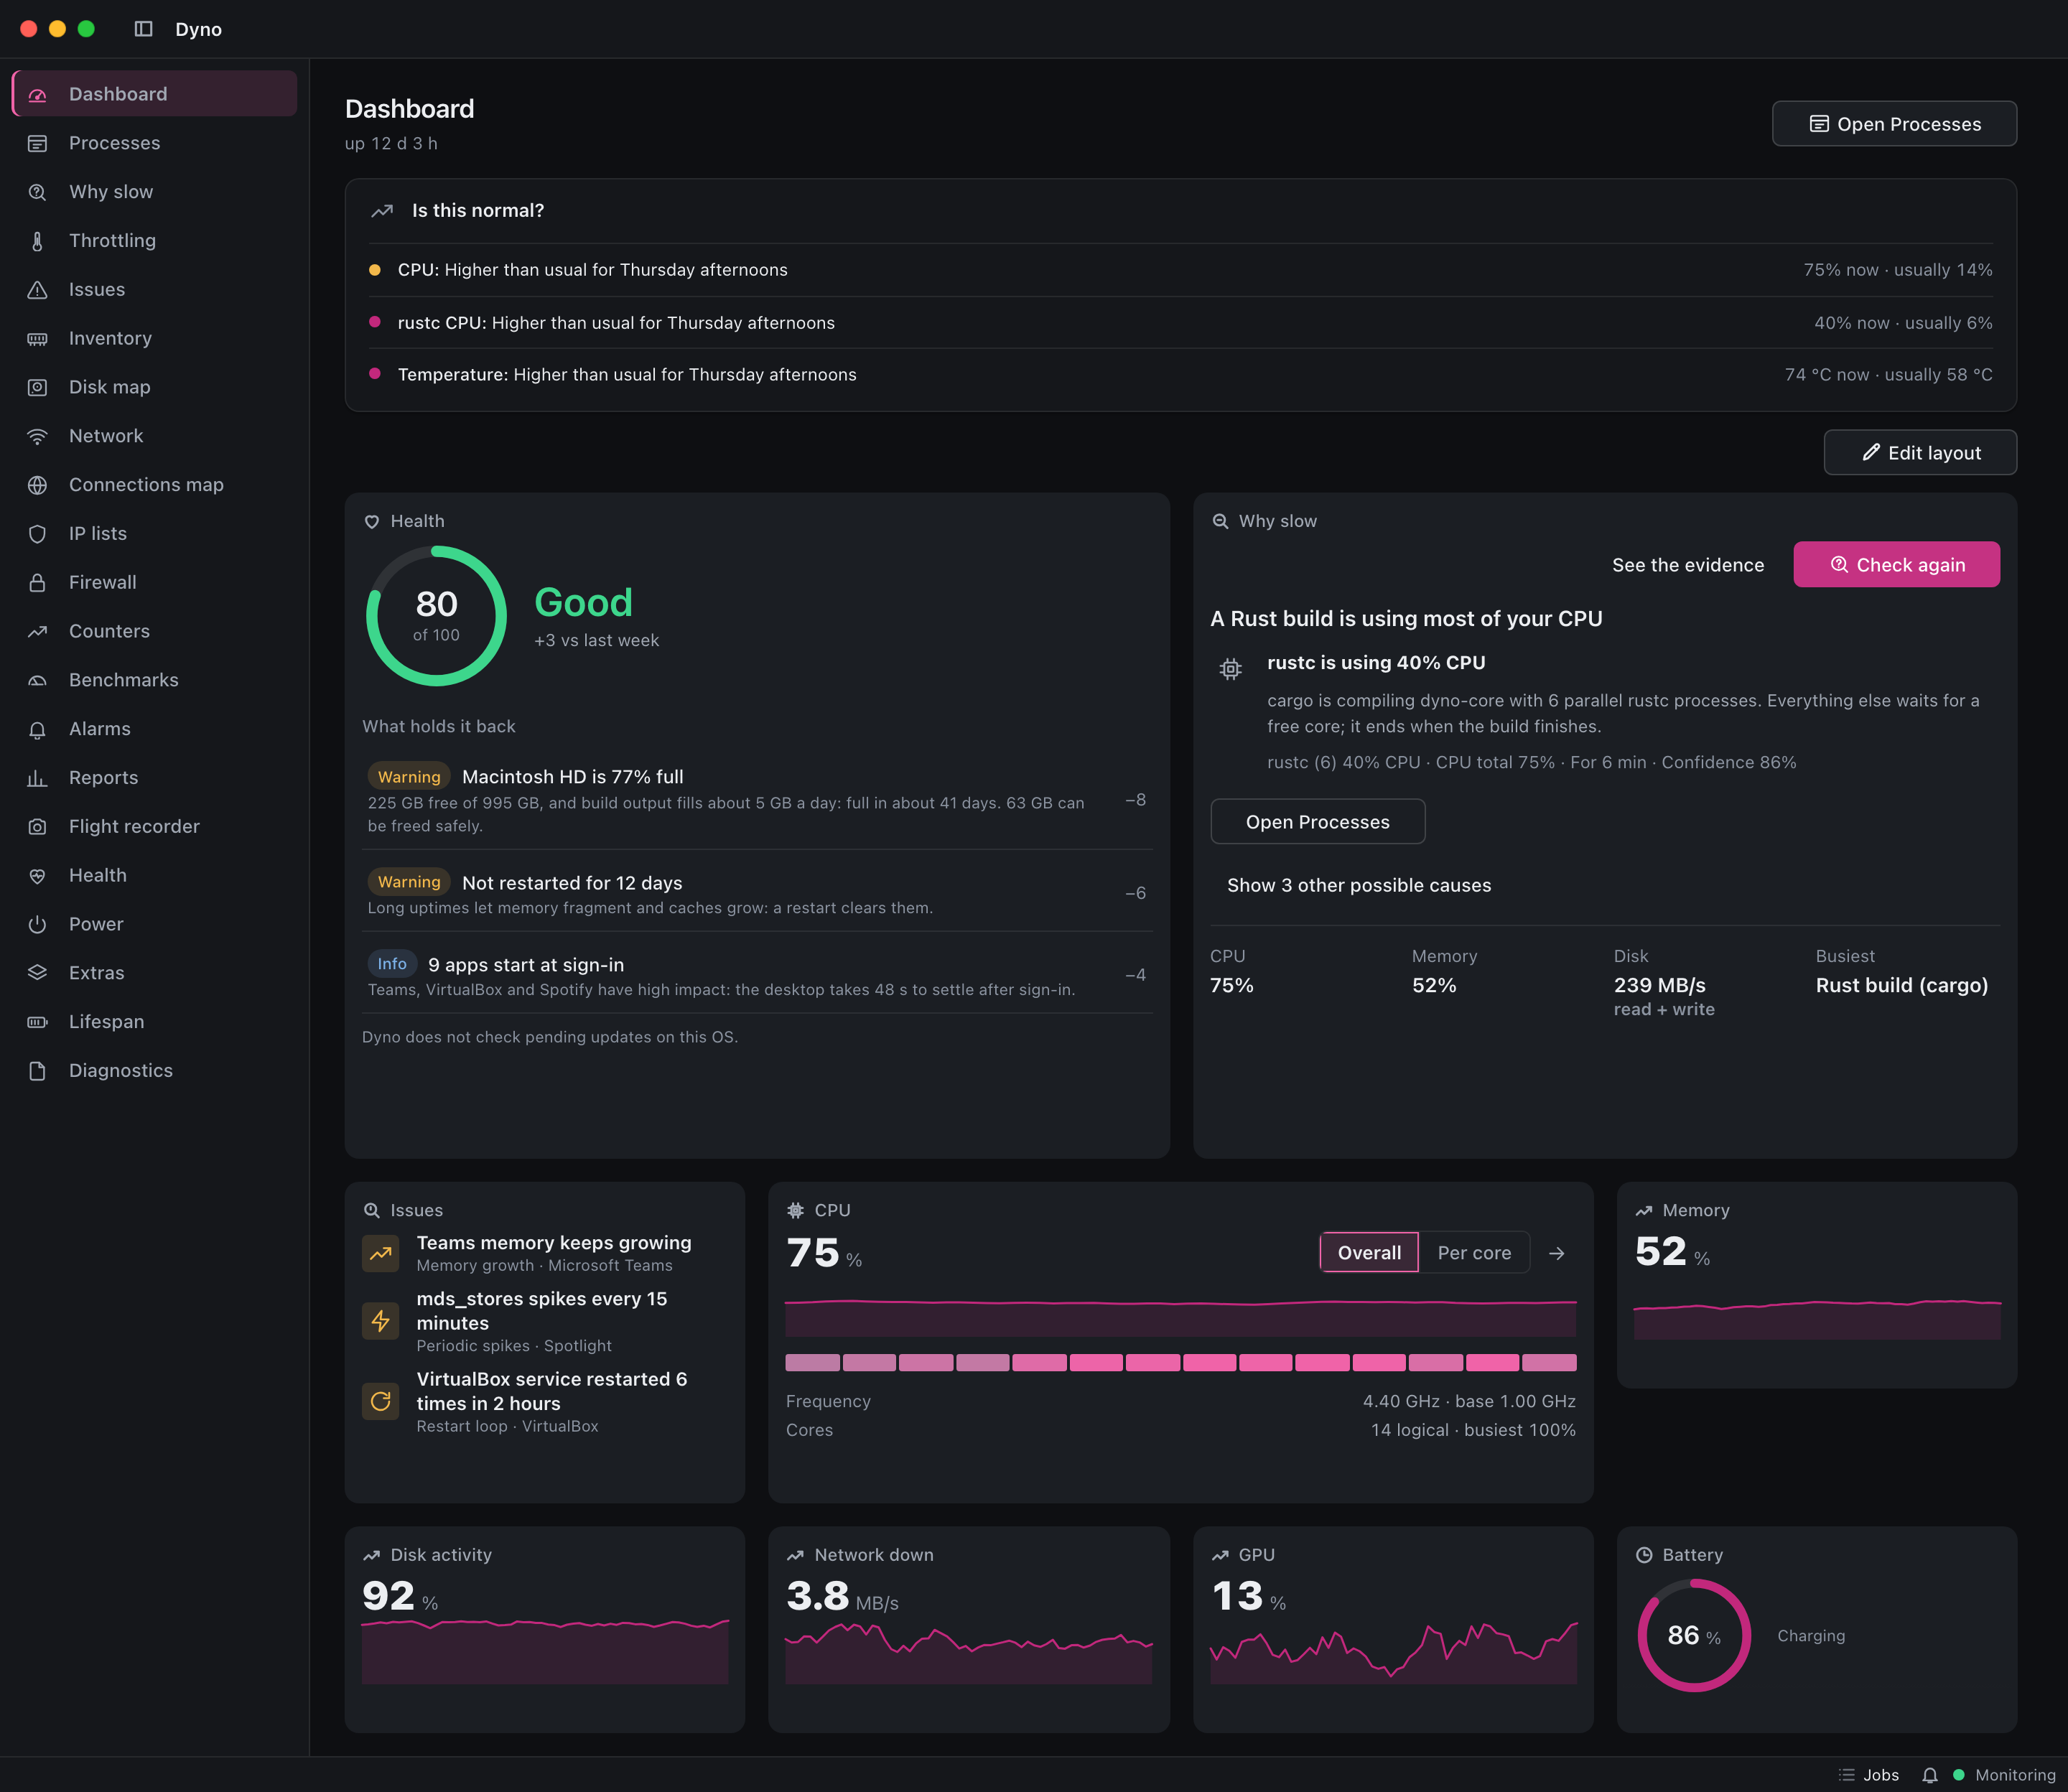 Dyno
Dashboard
Processes
Why slow
Throttling
Issues
Inventory
Disk map
Network
Connections map
IP lists
Firewall
Counters
Benchmarks
Alarms
Reports
Flight recorder
Health
Power
Extras
Lifespan
Diagnostics
Dashboard
up 12 d 3 h
Open Processes
Is this normal?
CPU: Higher than usual for Thursday afternoons
75% now · usually 14%
rustc CPU: Higher than usual for Thursday afternoons
40% now · usually 6%
Temperature: Higher than usual for Thursday afternoons
74 °C now · usually 58 °C
Edit layout
Health
80
of 100
Good
+3 vs last week
What holds it back
Warning Macintosh HD is 77% full
225 GB free of 995 GB, and build output fills about 5 GB a day: full in about 41 days. 63 GB can
be freed safely.
−8
Warning Not restarted for 12 days
Long uptimes let memory fragment and caches grow: a restart clears them.
−6
Info 9 apps start at sign-in
Teams, VirtualBox and Spotify have high impact: the desktop takes 48 s to settle after sign-in.
−4
Dyno does not check pending updates on this OS.
Why slow
See the evidence
Check again
A Rust build is using most of your CPU
rustc is using 40% CPU
cargo is compiling dyno-core with 6 parallel rustc processes. Everything else waits for a
free core; it ends when the build finishes.
rustc (6) 40% CPU · CPU total 75% · For 6 min · Confidence 86%
Open Processes
Show 3 other possible causes
CPU
75%
Memory
52%
Disk
239 MB/s
read + write
Busiest
Rust build (cargo)
Issues
Teams memory keeps growing
Memory growth · Microsoft Teams
mds_stores spikes every 15
minutes
Periodic spikes · Spotlight
VirtualBox service restarted 6
times in 2 hours
Restart loop · VirtualBox
CPU
75 %
Overall
Per core
Frequency
4.40 GHz · base 1.00 GHz
Cores
14 logical · busiest 100%
Memory
52 %
Disk activity
92 %
Network down
3.8 MB/s
GPU
13 %
Battery
86 %
Charging
Jobs
Monitoring